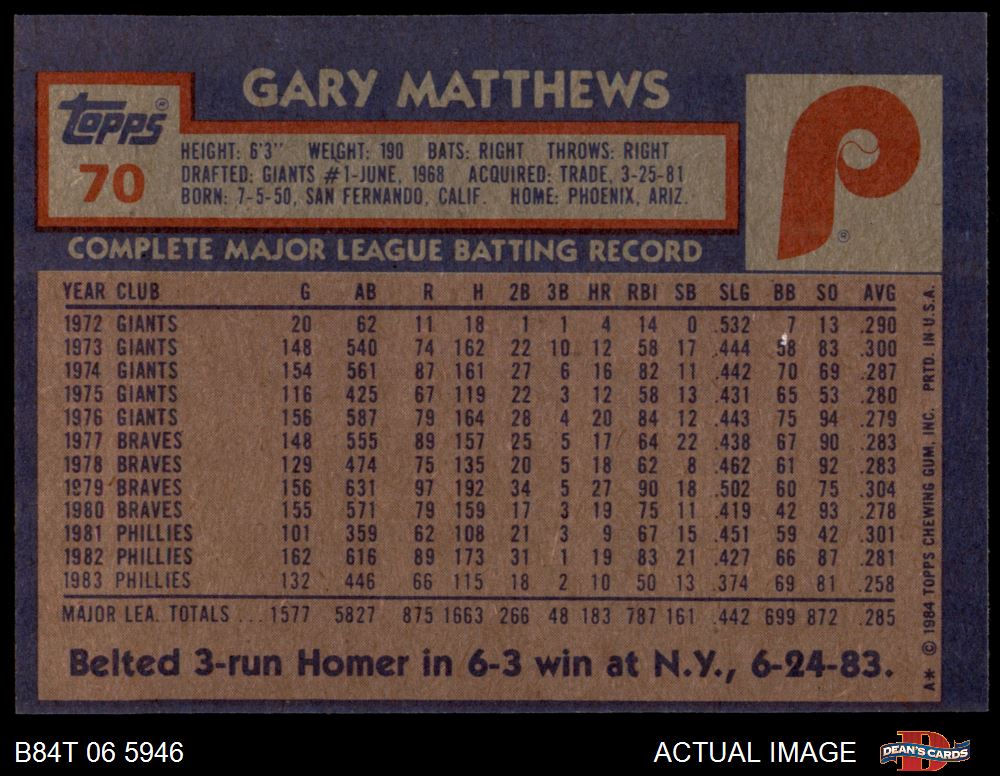 GARY MATTHEWS
Topps®
70
HEIGHT: 6'3" WEIGHT: 190 BATS: RIGHT THROWS: RIGHT
DRAFTED: GIANTS #1-JUNE, 1968 ACQUIRED: TRADE, 3-25-81
BORN: 7-5-50, SAN FERNANDO, CALIF. HOME: PHOENIX, ARIZ.
P
®
COMPLETE MAJOR LEAGUE BATTING RECORD
YEAR CLUB G AB R H 2B 3B HR RBI SB SLG BB SO AVG
1972 GIANTS 20 62 11 18 1 1 4 14 0 .532 7 13 .290
1973 GIANTS 148 540 74 162 22 10 12 58 17 .444 58 83 .300
1974 GIANTS 154 561 87 161 27 6 16 82 11 .442 70 69 .287
1975 GIANTS 116 425 67 119 22 3 12 58 13 .431 65 53 .280
1976 GIANTS 156 587 79 164 28 4 20 84 12 .443 75 94 .279
1977 BRAVES 148 555 89 157 25 5 17 64 22 .438 67 90 .283
1978 BRAVES 129 474 75 135 20 5 18 62 8 .462 61 92 .283
1979 BRAVES 156 631 97 192 34 5 27 90 18 .502 60 75 .304
1980 BRAVES 155 571 79 159 17 3 19 75 11 .419 42 93 .278
1981 PHILLIES 101 359 62 108 21 3 9 67 15 .451 59 42 .301
1982 PHILLIES 162 616 89 173 31 1 19 83 21 .427 66 87 .281
1983 PHILLIES 132 446 66 115 18 2 10 50 13 .374 69 81 .258
MAJOR LEA. TOTALS ... 1577 5827 875 1663 266 48 183 787 161 .442 699 872 .285
Belted 3-run Homer in 6-3 win at N.Y., 6-24-83.
A* © 1984 TOPPS CHEWING GUM, INC. PRTD. IN U.S.A.
B84T 06 5946
ACTUAL IMAGE
D
DEAN'S CARDS